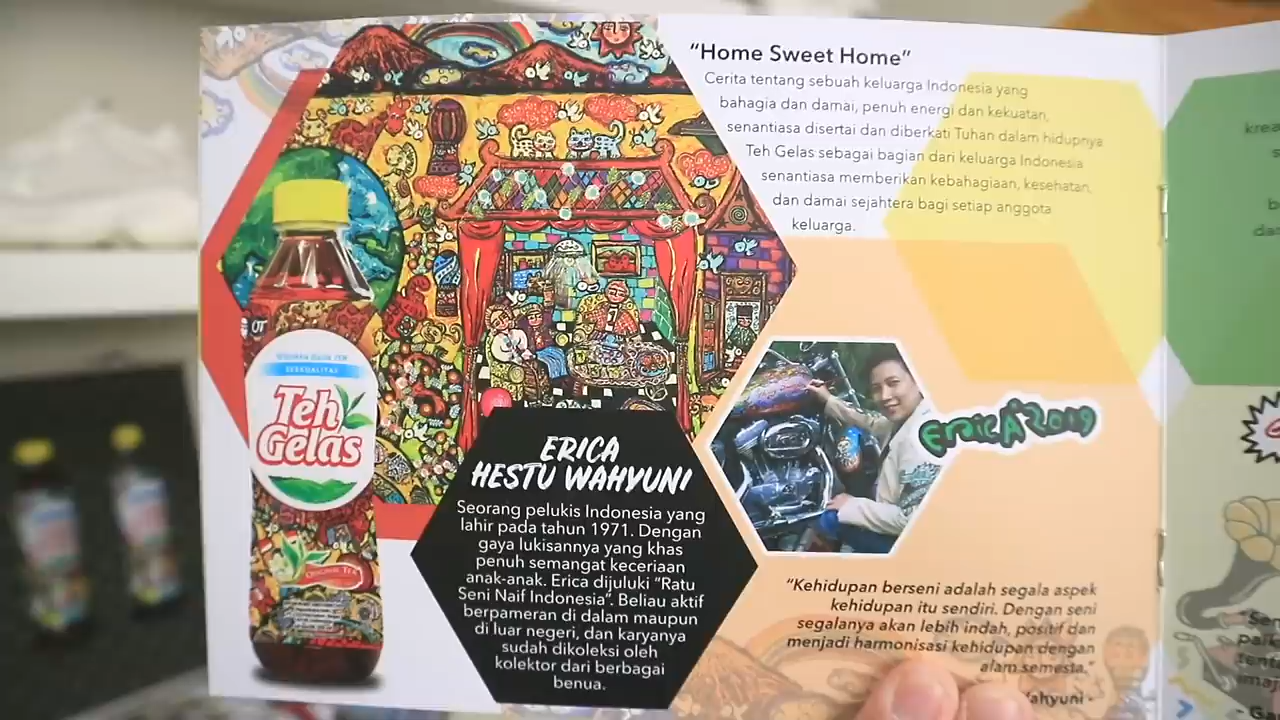 "Home Sweet Home"
Cerita tentang sebuah keluarga Indonesia yang
bahagia dan damai, penuh energi dan kekuatan,
senantiasa disertai dan diberkati Tuhan dalam hidupnya
Teh Gelas sebagai bagian dari keluarga Indonesia
senantiasa memberikan kebahagiaan, kesehatan,
dan damai sejahtera bagi setiap anggota
keluarga.
OT
Teh
Gelas
ORIGINAL TEA
ERICA
HESTU WAHYUNI
Seorang pelukis Indonesia yang
lahir pada tahun 1971. Dengan
gaya lukisannya yang khas
penuh semangat keceriaan
anak-anak. Erica dijuluki "Ratu
Seni Naif Indonesia". Beliau aktif
berpameran di dalam maupun
di luar negeri, dan karyanya
sudah dikoleksi oleh
kolektor dari berbagai
benua.
EricA'2019
"Kehidupan berseni adalah segala aspek
kehidupan itu sendiri. Dengan seni
segalanya akan lebih indah, positif dan
menjadi harmonisasi kehidupan dengan
alam semesta."